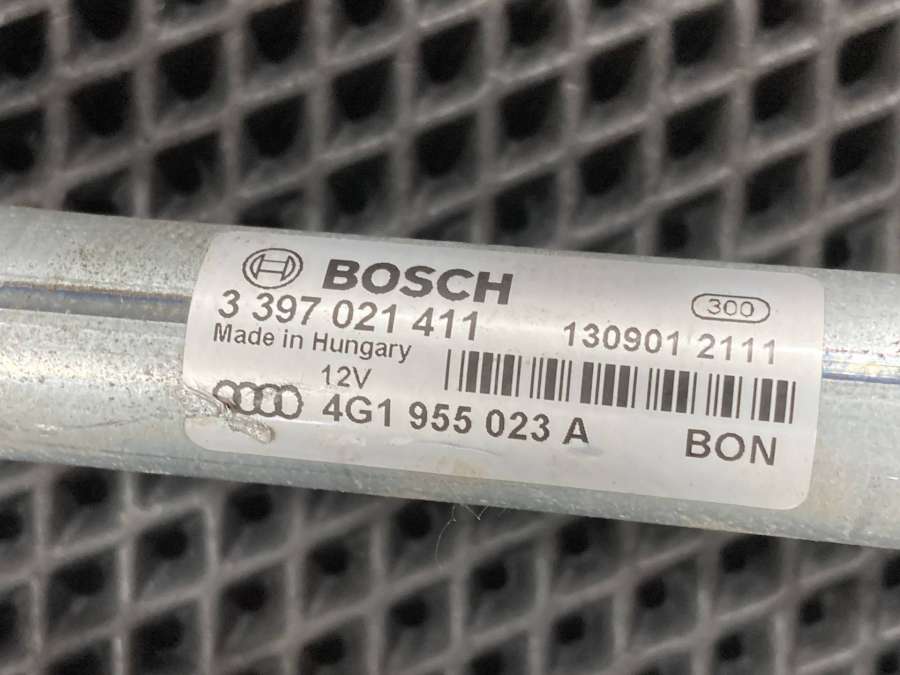 BOSCH
300
3 397 021 411
130901 2111
Made in Hungary
12V
4G1 955 023 A
BON